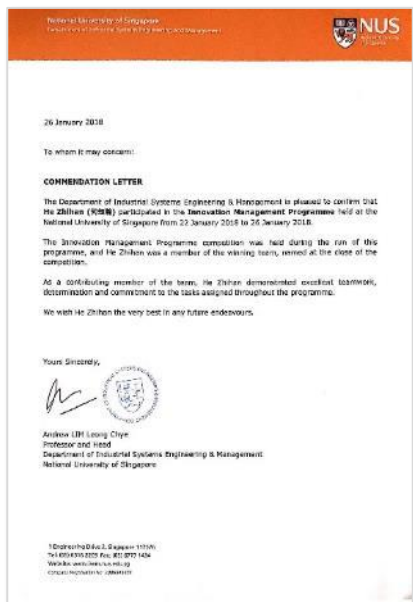 National University of Singapore
NUS
26 January 2018
To whom it may concern:
COMMENDATION LETTER
The Department of Industrial Systems Engineering & Management is pleased to confirm that
He Zhihan participated in the Innovation Management Programme held at the
National University of Singapore from 22 January 2018 to 26 January 2018.
The Innovation Management Programme competition was held during the run of this
programme, and He Zhihan was a member of the winning team, named at the close of the
competition.
As a contributing member of the team, He Zhihan demonstrated excellent teamwork,
determination and commitment to the tasks assigned throughout the programme.
We wish He Zhihan the very best in any future endeavours.
Yours Sincerely,
Andrew LIM Leong Chye
Professor and Head
Department of Industrial Systems Engineering & Management
National University of Singapore